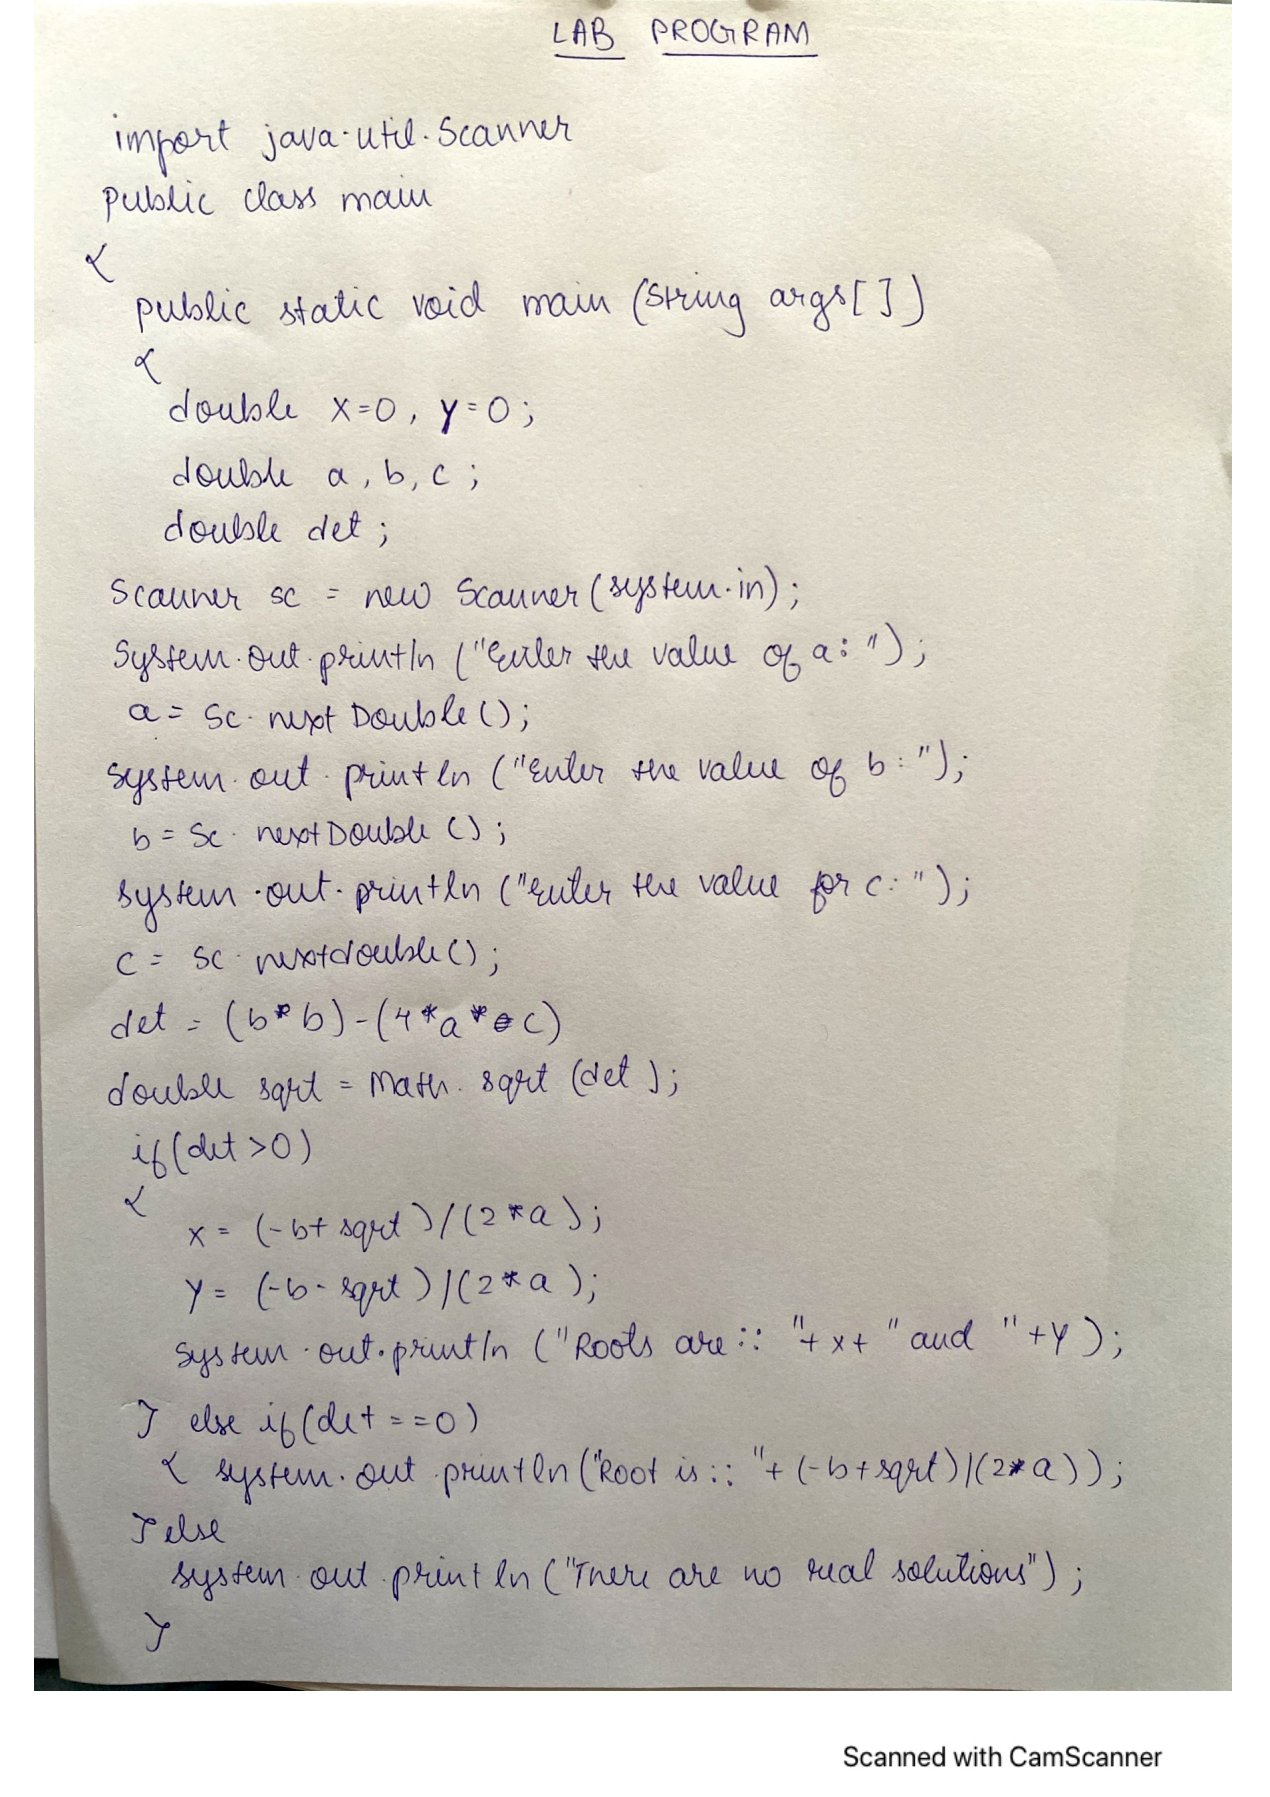 LAB PROGRAM
import java.util.Scanner
public class main
{
public static void main (String args[])
{
double x=0, y=0;
double a, b, c ;
double det ;
Scanner sc = new Scanner(system.in);
System.out.println ("Enter the value of a: ");
a = sc.nextDouble();
system.out.println ("Enter the value of b: ");
b = sc.nextDouble();
system.out.println ("Enter the value for c: ");
c = sc.nextdouble();
det = (b*b)-(4*a*c)
double sqrt = Math.sqrt (det);
if(det>0)
{
x = (-b+sqrt)/(2*a);
y = (-b-sqrt)/(2*a);
system.out.println ("Roots are:: "+x+" and "+y);
} else if(det==0)
{ system.out.println("Root is:: "+(-b+sqrt)/(2*a));
} else
system.out.println ("There are no real solutions");
}
Scanned with CamScanner